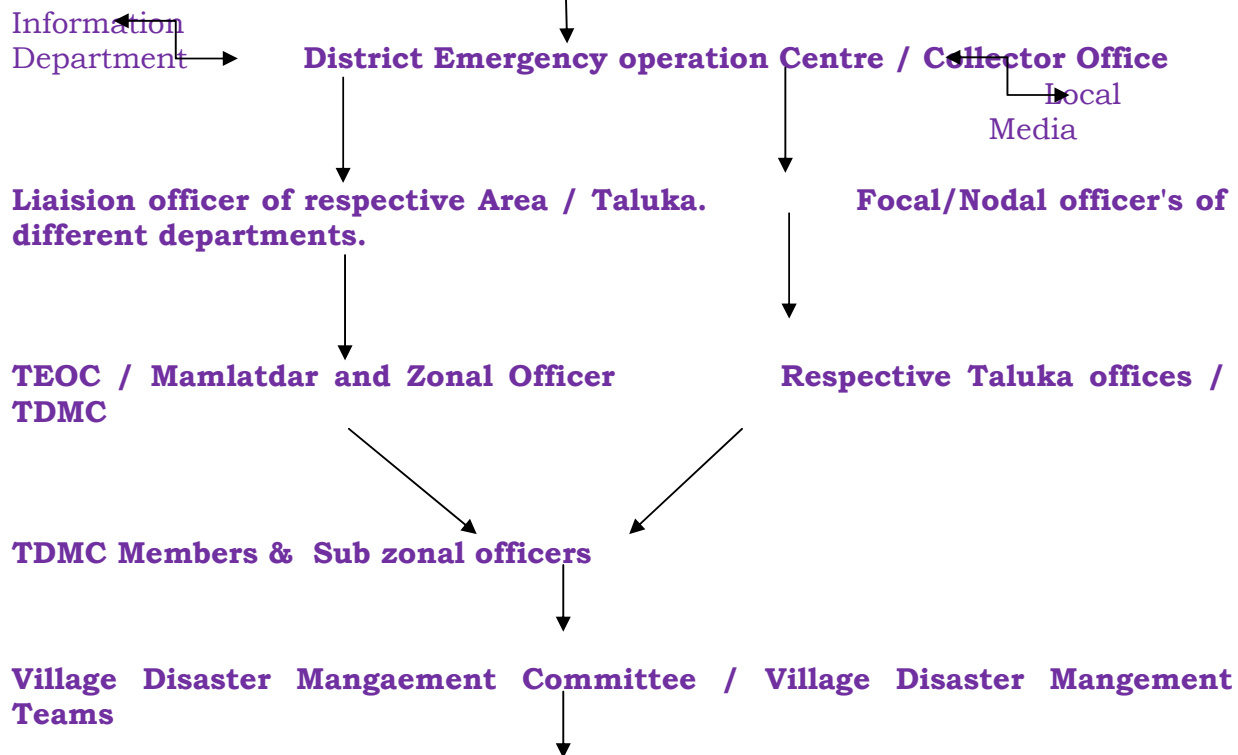 Information
Department District Emergency operation Centre / Collector Office
Local
Media
Liaision officer of respective Area / Taluka. Focal/Nodal officer's of
different departments.
TEOC / Mamlatdar and Zonal Officer Respective Taluka offices /
TDMC
TDMC Members & Sub zonal officers
Village Disaster Mangaement Committee / Village Disaster Mangement
Teams